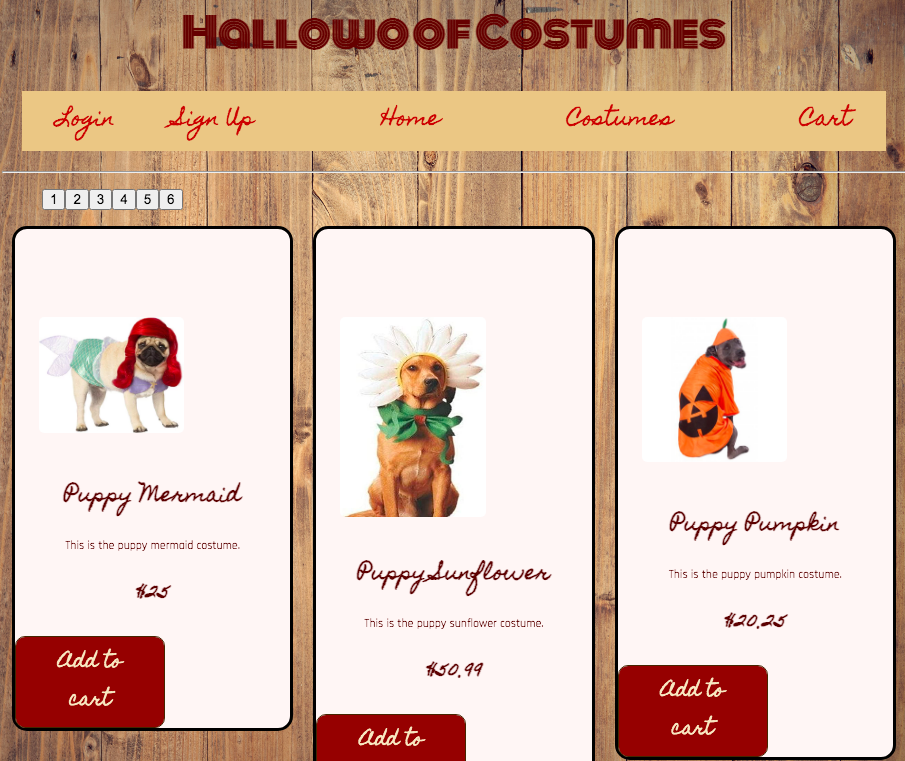 Hallowoof Costumes
Login Sign Up Home Costumes Cart
1 2 3 4 5 6
Puppy Mermaid
This is the puppy mermaid costume.
$25
Add to
cart
Puppy Sunflower
This is the puppy sunflower costume.
$50.99
Add to
Puppy Pumpkin
This is the puppy pumpkin costume.
$20.25
Add to
cart